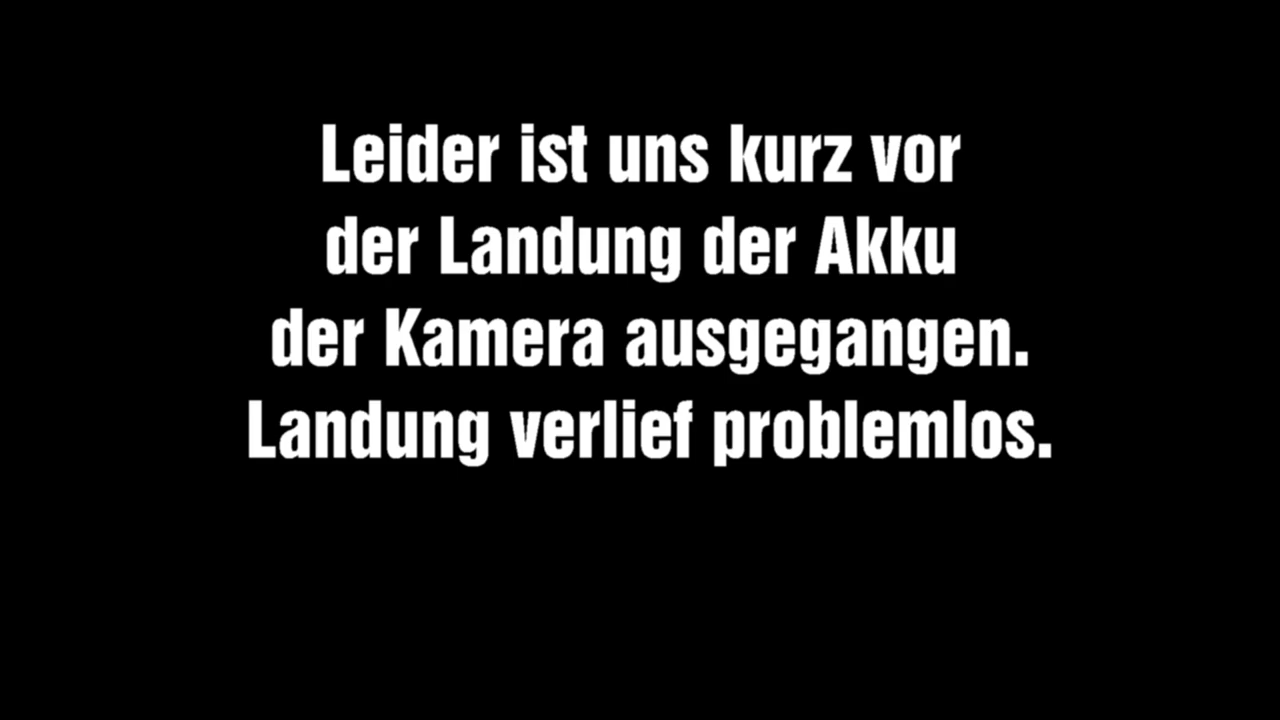 Leider ist uns kurz vor
der Landung der Akku
der Kamera ausgegangen.
Landung verlief problemlos.